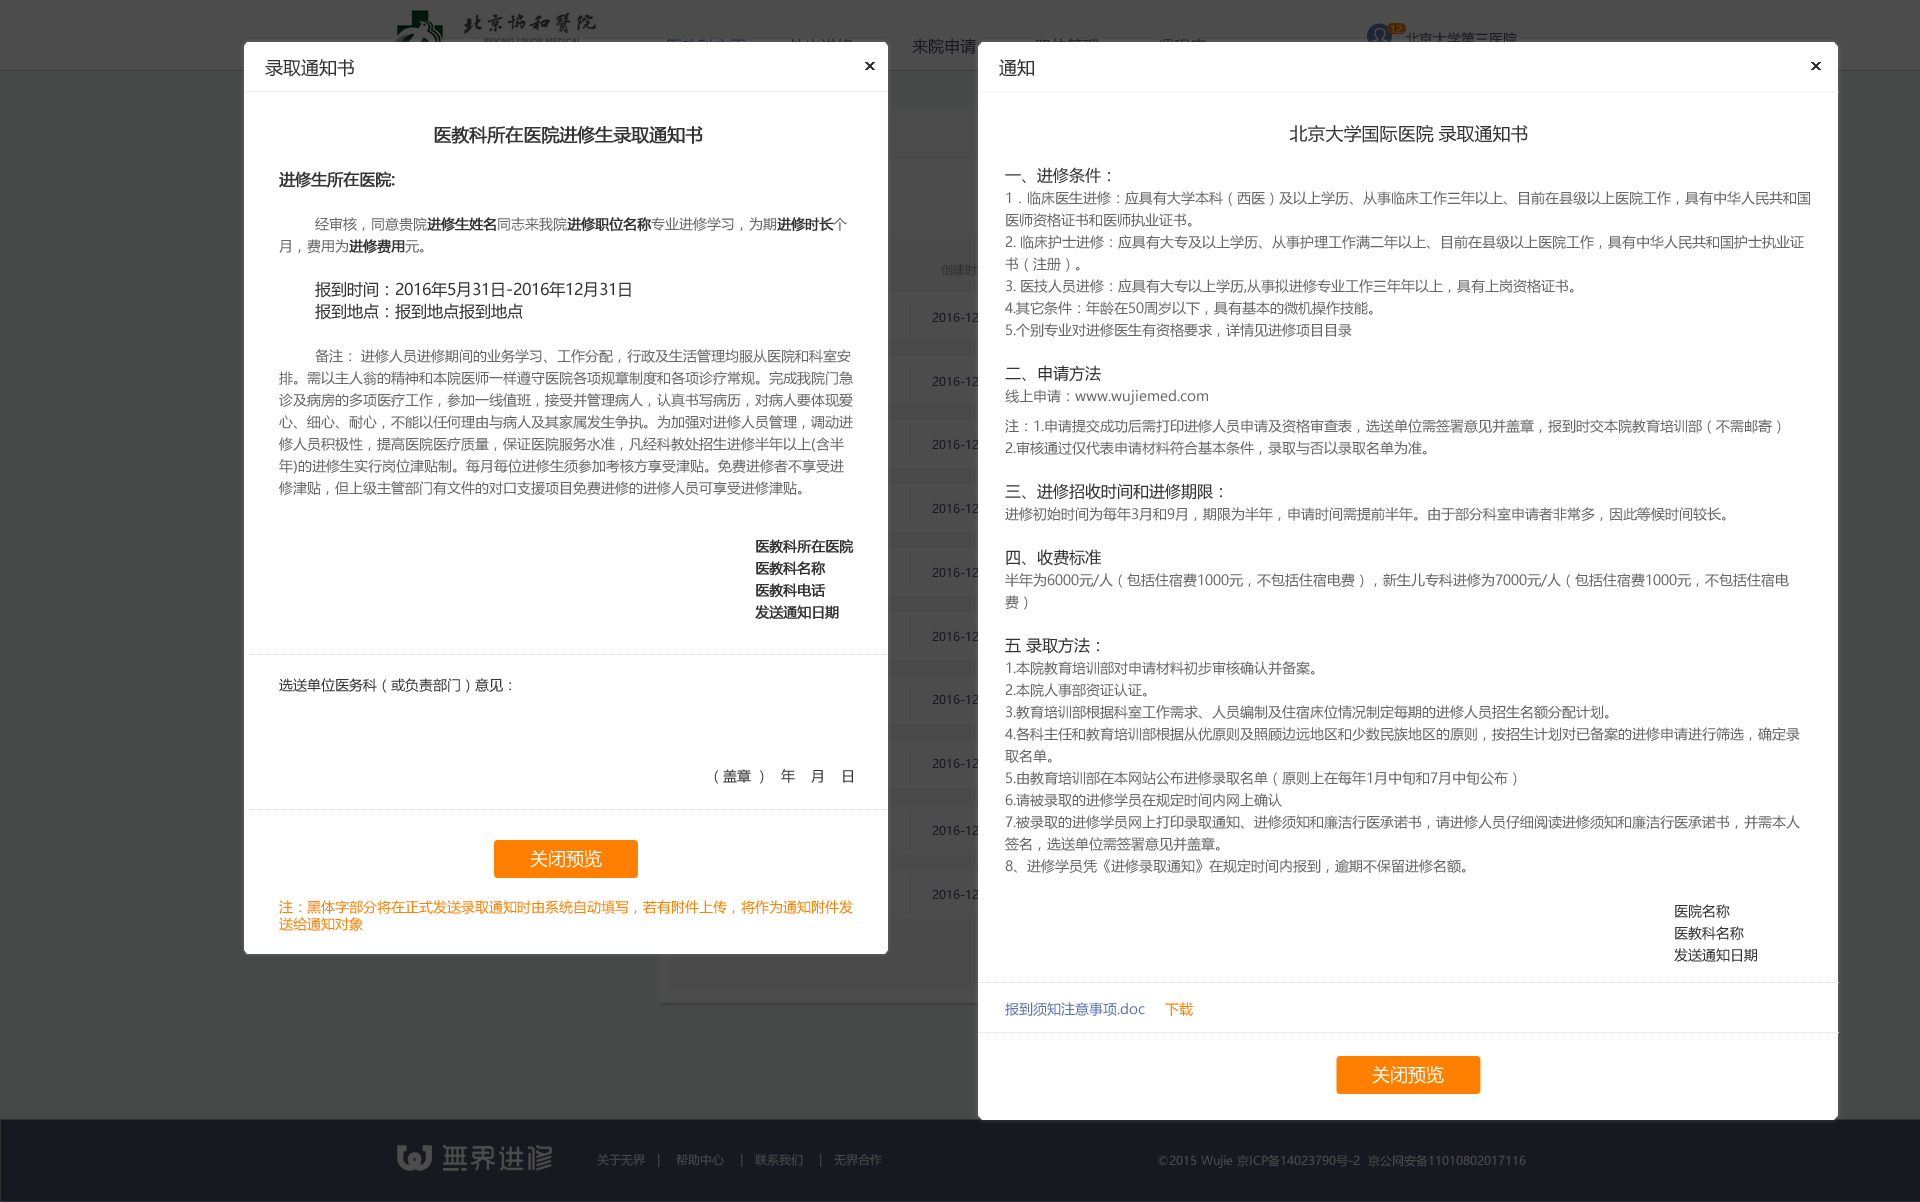 北京协和醫院
来院申请
12
北京大学第三医院
录取通知书
医教科所在医院进修生录取通知书
进修生所在医院:
经审核，同意贵院进修生姓名同志来我院进修职位名称专业进修学习，为期进修时长个
月，费用为进修费用元。
报到时间：2016年5月31日-2016年12月31日
报到地点：报到地点报到地点
备注： 进修人员进修期间的业务学习、工作分配，行政及生活管理均服从医院和科室安
排。需以主人翁的精神和本院医师一样遵守医院各项规章制度和各项诊疗常规。完成我院门急
诊及病房的多项医疗工作，参加一线值班，接受并管理病人，认真书写病历，对病人要体现爱
心、细心、耐心，不能以任何理由与病人及其家属发生争执。为加强对进修人员管理，调动进
修人员积极性，提高医院医疗质量，保证医院服务水准，凡经科教处招生进修半年以上(含半
年)的进修生实行岗位津贴制。每月每位进修生须参加考核方享受津贴。免费进修者不享受进
修津贴，但上级主管部门有文件的对口支援项目免费进修的进修人员可享受进修津贴。
医教科所在医院
医教科名称
医教科电话
发送通知日期
选送单位医务科（或负责部门）意见：
（ 盖章 ） 年 月 日
关闭预览
注：黑体字部分将在正式发送录取通知时由系统自动填写，若有附件上传，将作为通知附件发
送给通知对象
创建时
2016-12
2016-12
2016-12
2016-12
2016-12
2016-12
2016-12
2016-12
2016-12
2016-12
通知
北京大学国际医院 录取通知书
一、进修条件：
1．临床医生进修：应具有大学本科（西医）及以上学历、从事临床工作三年以上、目前在县级以上医院工作，具有中华人民共和国
医师资格证书和医师执业证书。
2. 临床护士进修：应具有大专及以上学历、从事护理工作满二年以上、目前在县级以上医院工作，具有中华人民共和国护士执业证
书（注册）。
3. 医技人员进修：应具有大专以上学历,从事拟进修专业工作三年年以上，具有上岗资格证书。
4.其它条件：年龄在50周岁以下，具有基本的微机操作技能。
5.个别专业对进修医生有资格要求，详情见进修项目目录
二、申请方法
线上申请：www.wujiemed.com
注：1.申请提交成功后需打印进修人员申请及资格审查表，选送单位需签署意见并盖章，报到时交本院教育培训部（不需邮寄）
2.审核通过仅代表申请材料符合基本条件，录取与否以录取名单为准。
三、进修招收时间和进修期限：
进修初始时间为每年3月和9月，期限为半年，申请时间需提前半年。由于部分科室申请者非常多，因此等候时间较长。
四、收费标准
半年为6000元/人（包括住宿费1000元，不包括住宿电费），新生儿专科进修为7000元/人（包括住宿费1000元，不包括住宿电
费）
五 录取方法：
1.本院教育培训部对申请材料初步审核确认并备案。
2.本院人事部资证认证。
3.教育培训部根据科室工作需求、人员编制及住宿床位情况制定每期的进修人员招生名额分配计划。
4.各科主任和教育培训部根据从优原则及照顾边远地区和少数民族地区的原则，按招生计划对已备案的进修申请进行筛选，确定录
取名单。
5.由教育培训部在本网站公布进修录取名单（原则上在每年1月中旬和7月中旬公布）
6.请被录取的进修学员在规定时间内网上确认
7.被录取的进修学员网上打印录取通知、进修须知和廉洁行医承诺书，请进修人员仔细阅读进修须知和廉洁行医承诺书，并需本人
签名，选送单位需签署意见并盖章。
8、进修学员凭《进修录取通知》在规定时间内报到，逾期不保留进修名额。
医院名称
医教科名称
发送通知日期
报到须知注意事项.doc 下载
关闭预览
無界进修
关于无界 | 帮助中心 | 联系我们 | 无界合作
©2015 Wujie 京ICP备14023790号-2 京公网安备11010802017116